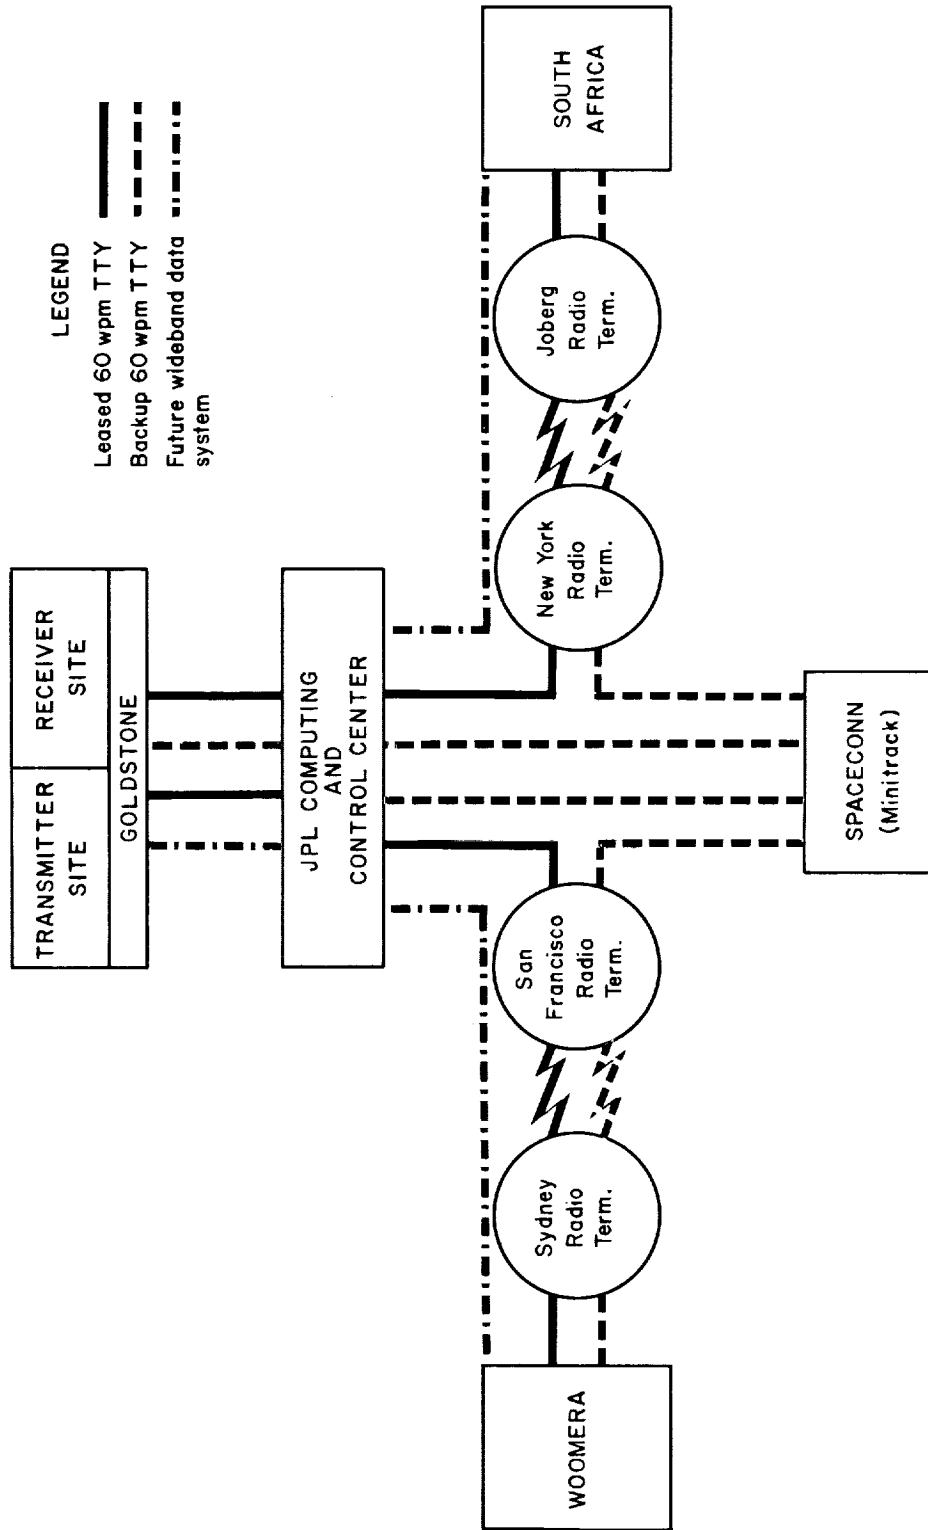 LEGEND
Leased 60 wpm TTY
Backup 60 wpm TTY
Future wideband data
system
TRANSMITTER
SITE
RECEIVER
SITE
GOLDSTONE
JPL COMPUTING
AND
CONTROL CENTER
WOOMERA
Sydney
Radio
Term.
San
Francisco
Radio
Term.
New York
Radio
Term.
Joberg
Radio
Term.
SOUTH
AFRICA
SPACECONN
(Minitrack)